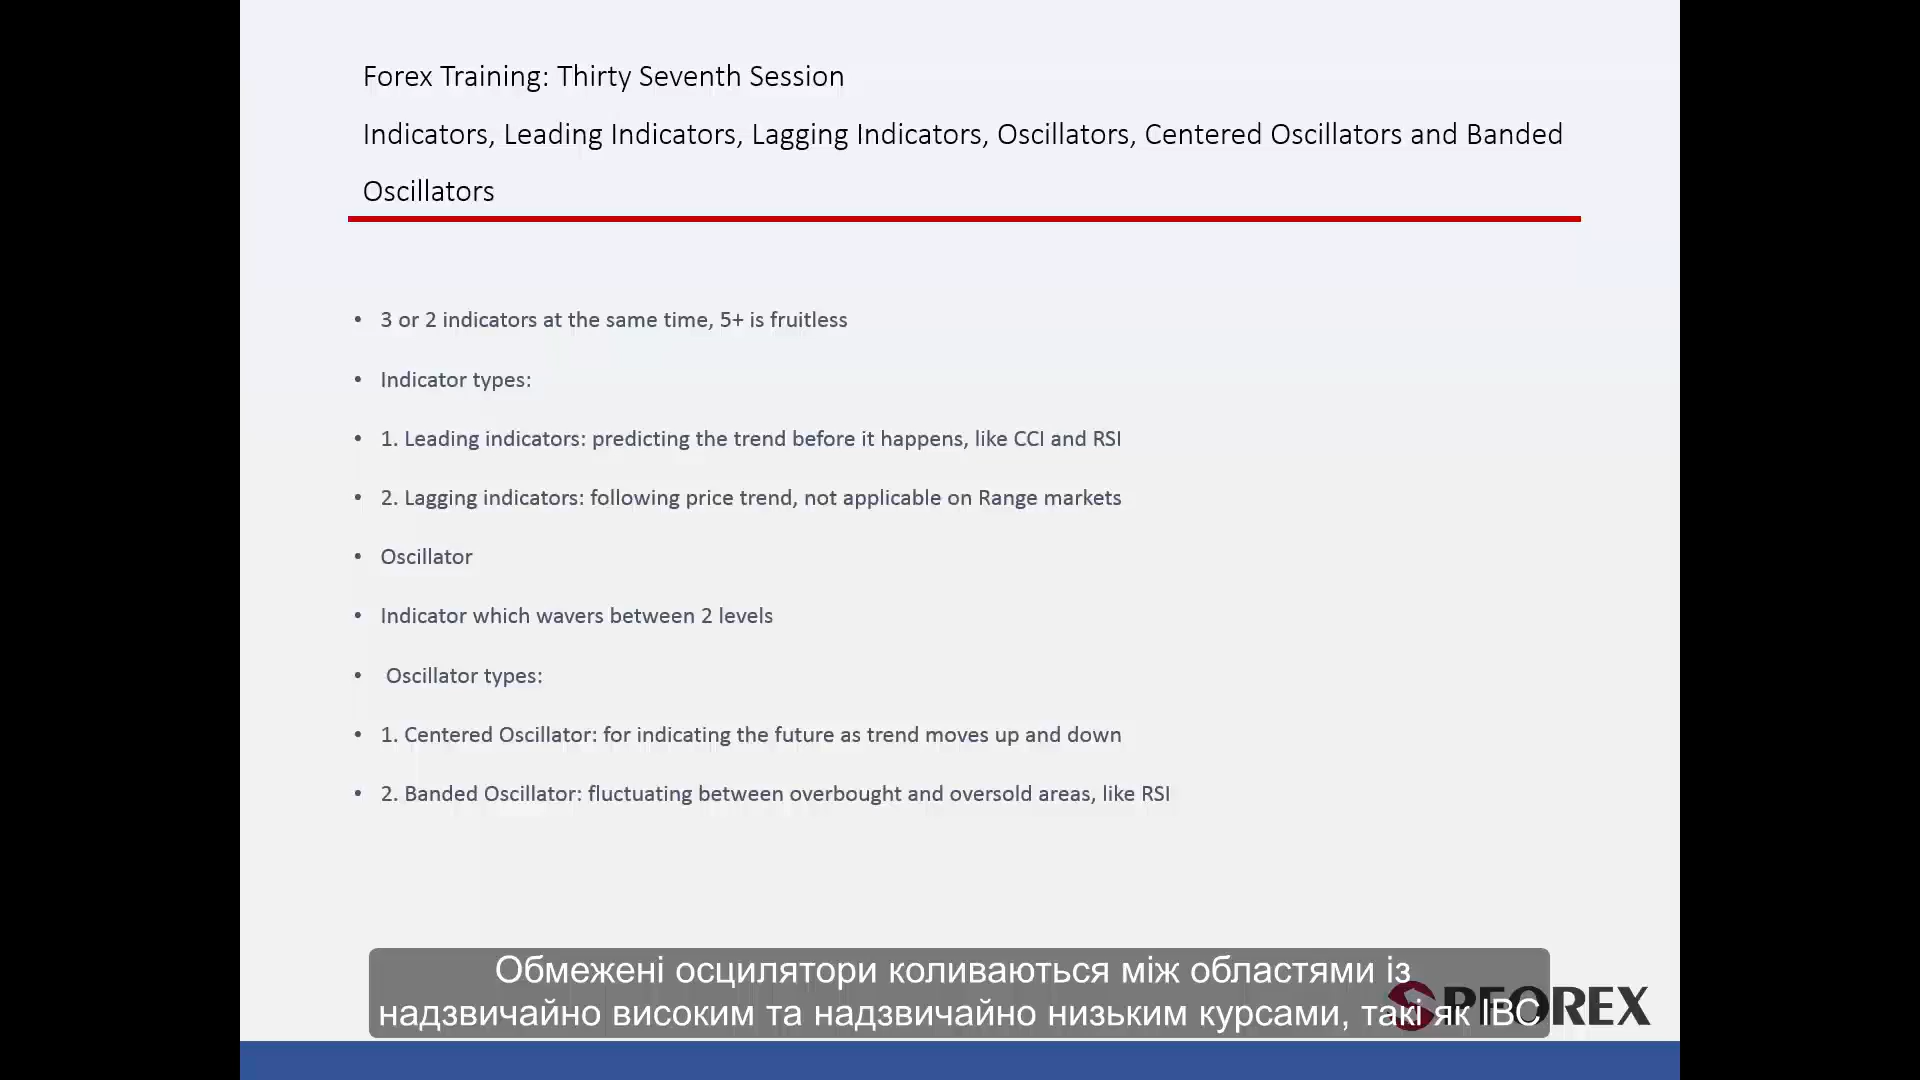 Forex Training: Thirty Seventh Session
Indicators, Leading Indicators, Lagging Indicators, Oscillators, Centered Oscillators and Banded
Oscillators
• 3 or 2 indicators at the same time, 5+ is fruitless
• Indicator types:
• 1. Leading indicators: predicting the trend before it happens, like CCI and RSI
• 2. Lagging indicators: following price trend, not applicable on Range markets
• Oscillator
• Indicator which wavers between 2 levels
• Oscillator types:
• 1. Centered Oscillator: for indicating the future as trend moves up and down
• 2. Banded Oscillator: fluctuating between overbought and oversold areas, like RSI
Обмежені осцилятори коливаються між областями із
надзвичайно високим та надзвичайно низьким курсами, такі як ІВС
SPFOREX